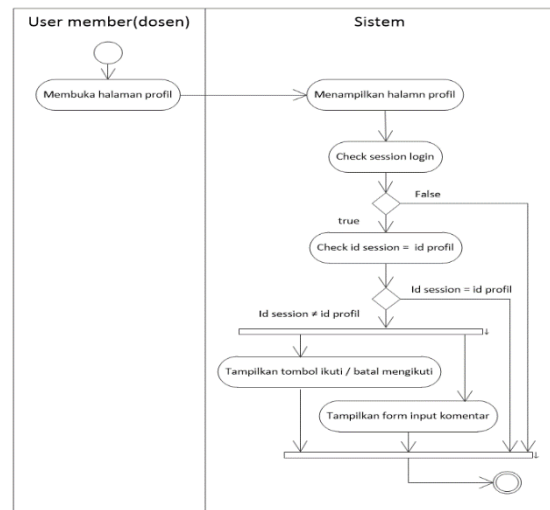 User member(dosen)
Sistem
Membuka halaman profil
Menampilkan halamn profil
Check session login
False
true
Check id session = id profil
Id session = id profil
Id session ≠ id profil
Tampilkan tombol ikuti / batal mengikuti
Tampilkan form input komentar